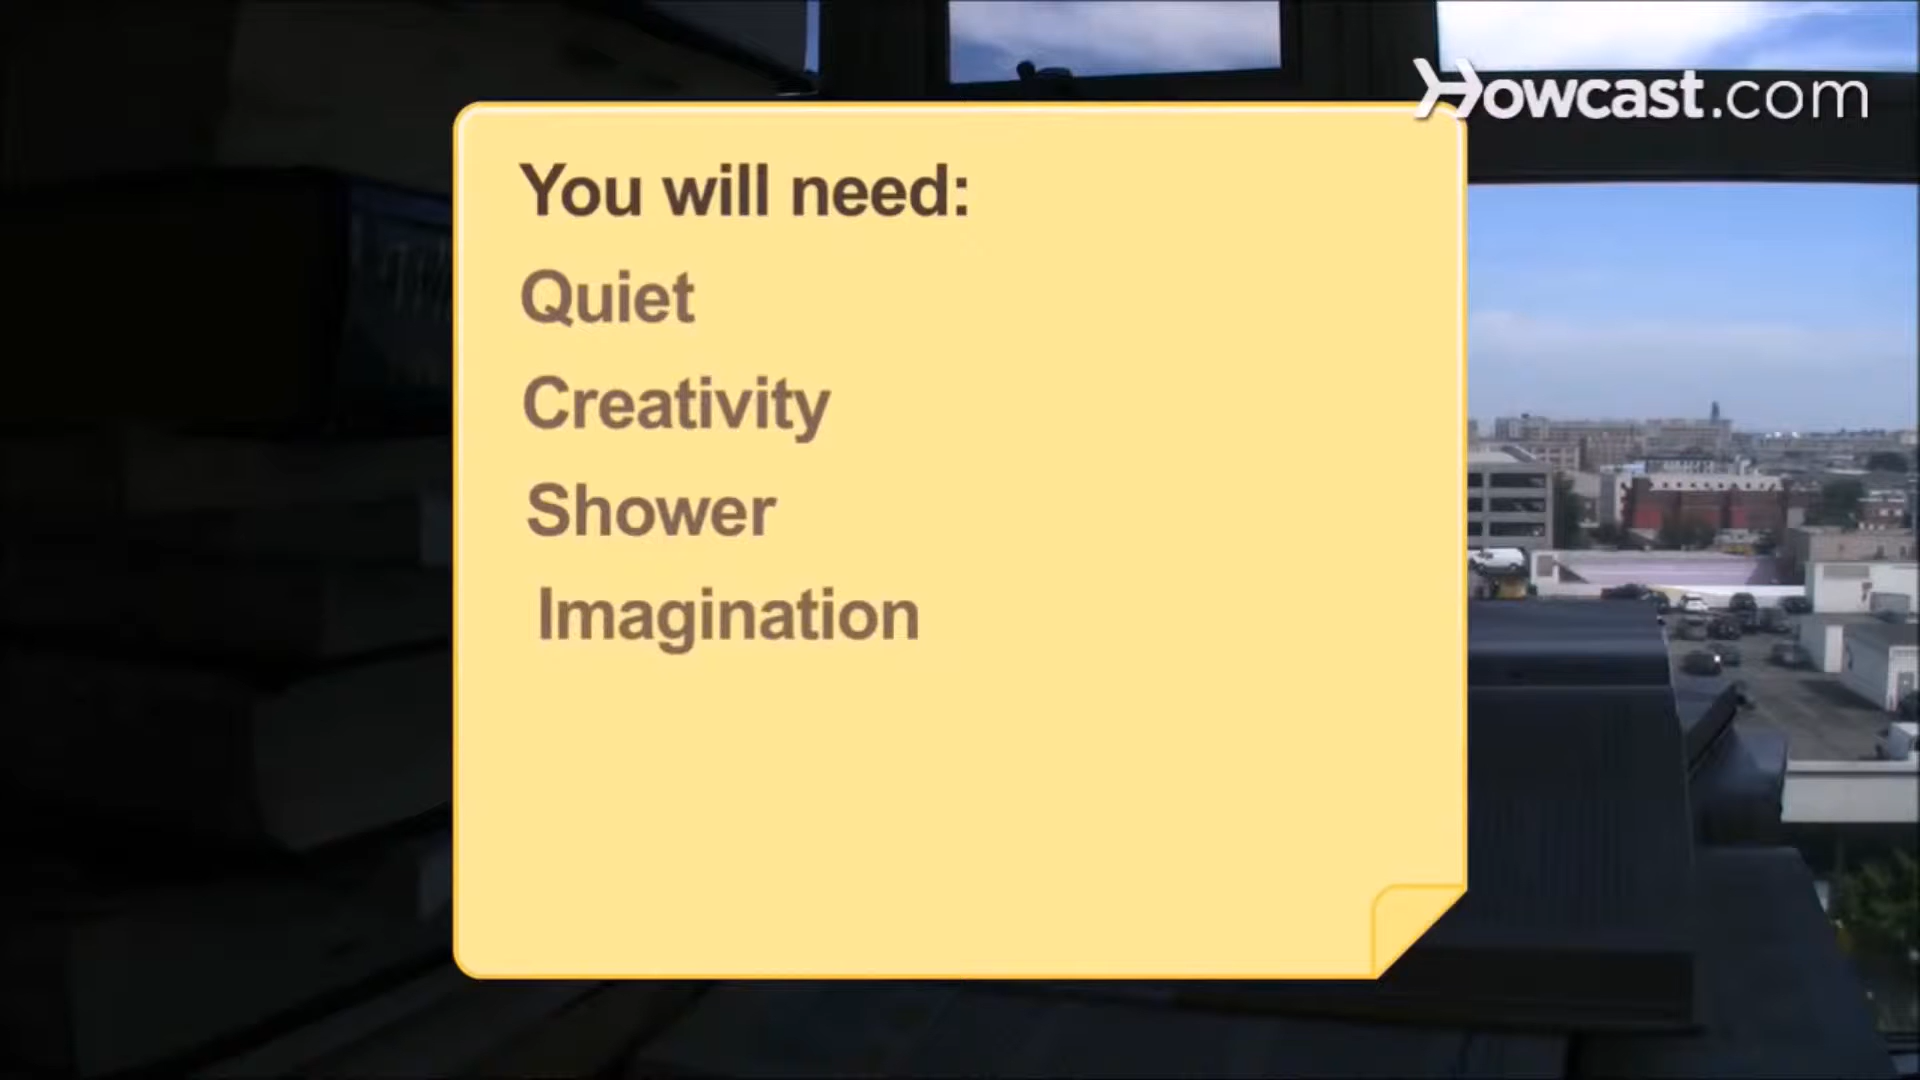 Howcast.com
You will need:
Quiet
Creativity
Shower
Imagination